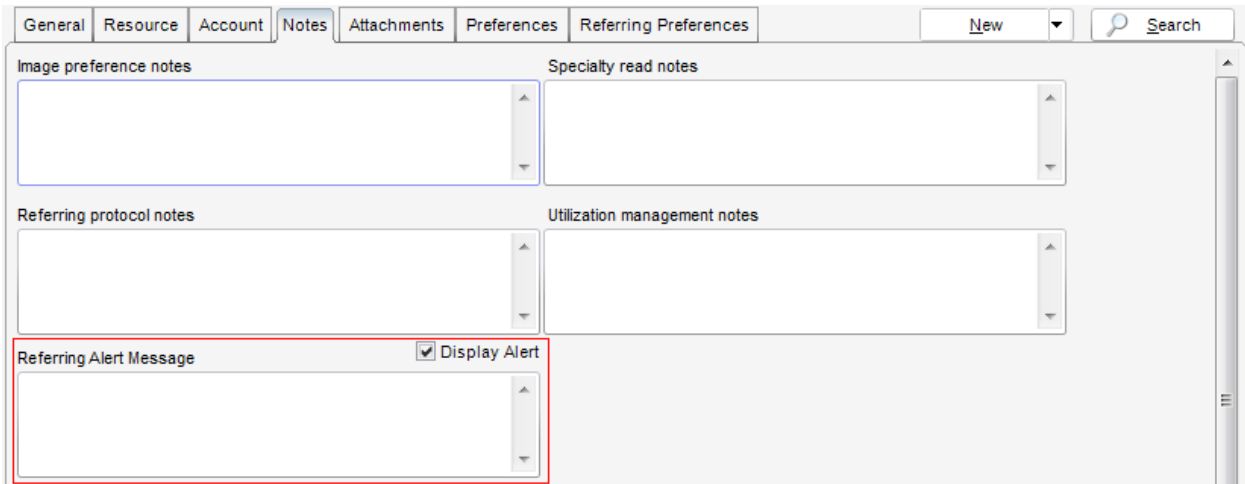 General Resource Account Notes Attachments Preferences Referring Preferences New Search
Image preference notes Specialty read notes
Referring protocol notes Utilization management notes
Referring Alert Message Display Alert